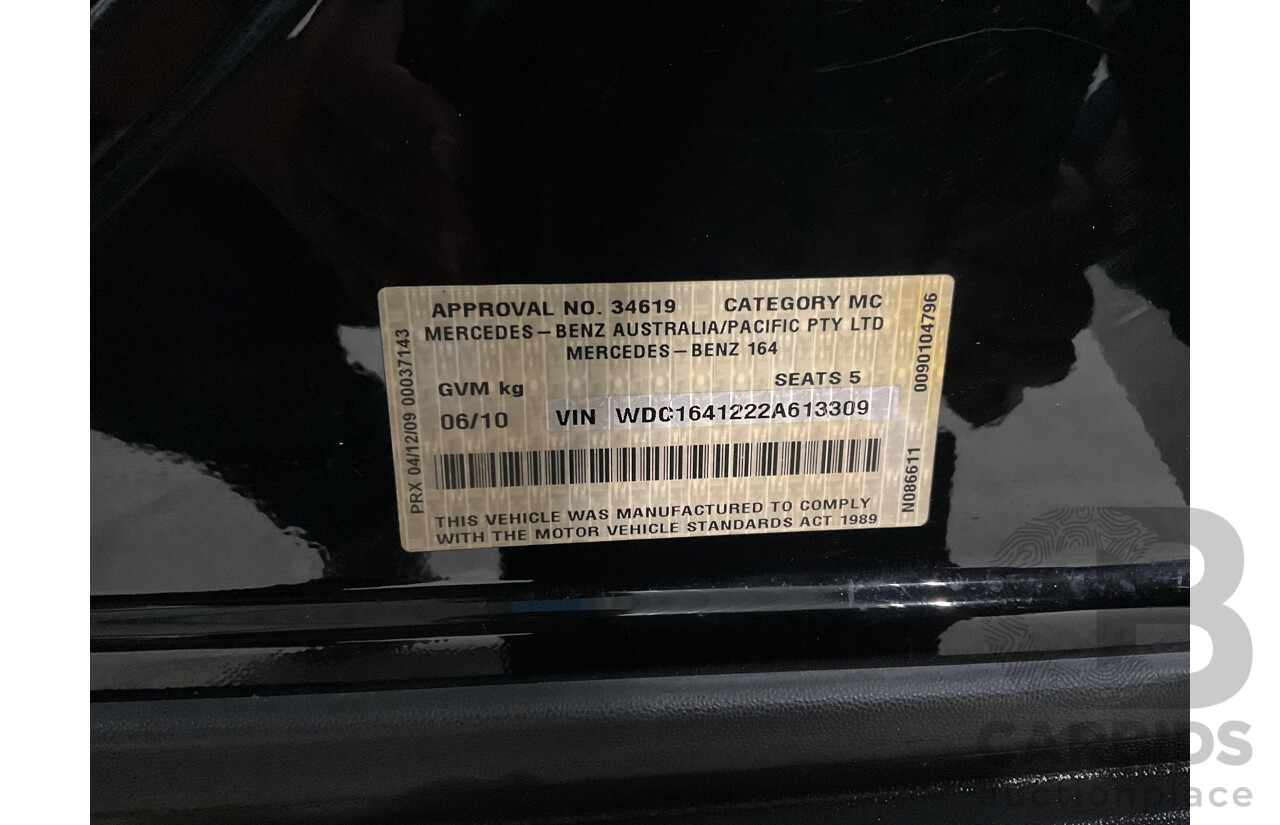 APPROVAL NO. 34619 CATEGORY MC
MERCEDES-BENZ AUSTRALIA/PACIFIC PTY LTD
MERCEDES-BENZ 164
GVM kg SEATS 5
06/10 VIN WDC1641222A613309
THIS VEHICLE WAS MANUFACTURED TO COMPLY
WITH THE MOTOR VEHICLE STANDARDS ACT 1989
PRX 04/12/09 00037143
0090104796
N086611
B
CARBIDS
auctionplace